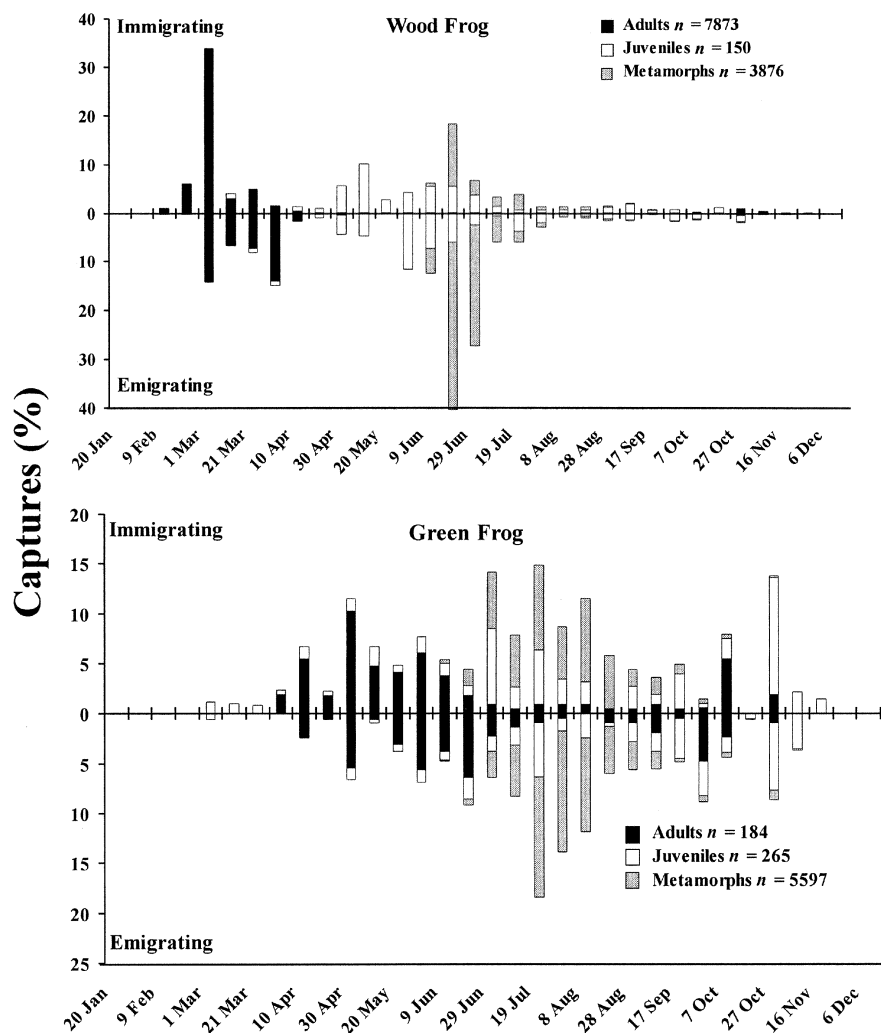 Captures (%)
Immigrating
Wood Frog
Adults n = 7873
Juveniles n = 150
Metamorphs n = 3876
40
30
20
10
0
10
20
30
40
Emigrating
20 Jan
9 Feb
1 Mar
21 Mar
10 Apr
30 Apr
20 May
9 Jun
29 Jun
19 Jul
8 Aug
28 Aug
17 Sep
7 Oct
27 Oct
16 Nov
6 Dec
Immigrating
Green Frog
20
15
10
5
0
5
10
15
20
25
Adults n = 184
Juveniles n = 265
Metamorphs n = 5597
Emigrating
20 Jan
9 Feb
1 Mar
21 Mar
10 Apr
30 Apr
20 May
9 Jun
29 Jun
19 Jul
8 Aug
28 Aug
17 Sep
7 Oct
27 Oct
16 Nov
6 Dec